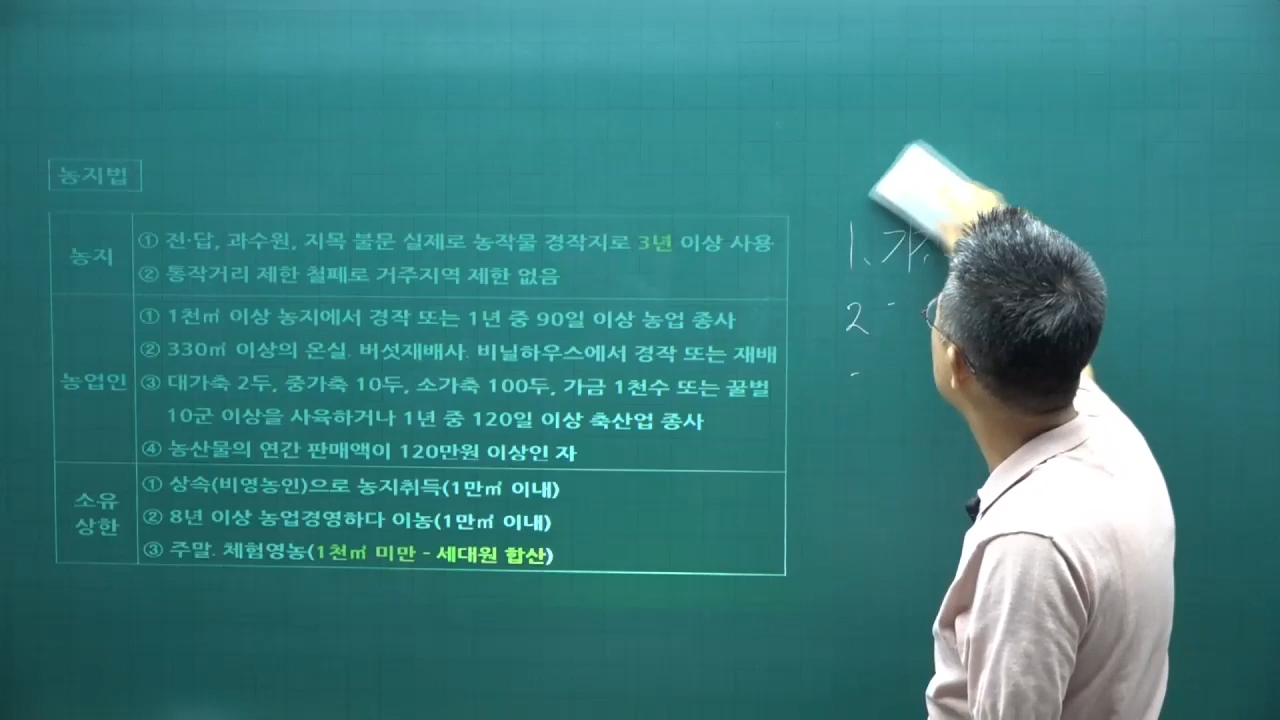 농지법
농지
① 전·답, 과수원, 지목 불문 실제로 농작물 경작지로 3년 이상 사용
② 통작거리 제한 철폐로 거주지역 제한 없음
농업인
① 1천㎡ 이상 농지에서 경작 또는 1년 중 90일 이상 농업 종사
② 330㎡ 이상의 온실. 버섯재배사. 비닐하우스에서 경작 또는 재배
③ 대가축 2두, 중가축 10두, 소가축 100두, 가금 1천수 또는 꿀벌
10군 이상을 사육하거나 1년 중 120일 이상 축산업 종사
④ 농산물의 연간 판매액이 120만원 이상인 자
소유
상한
① 상속(비영농인)으로 농지취득(1만㎡ 이내)
② 8년 이상 농업경영하다 이농(1만㎡ 이내)
③ 주말. 체험영농(1천㎡ 미만 - 세대원 합산)
1.
2